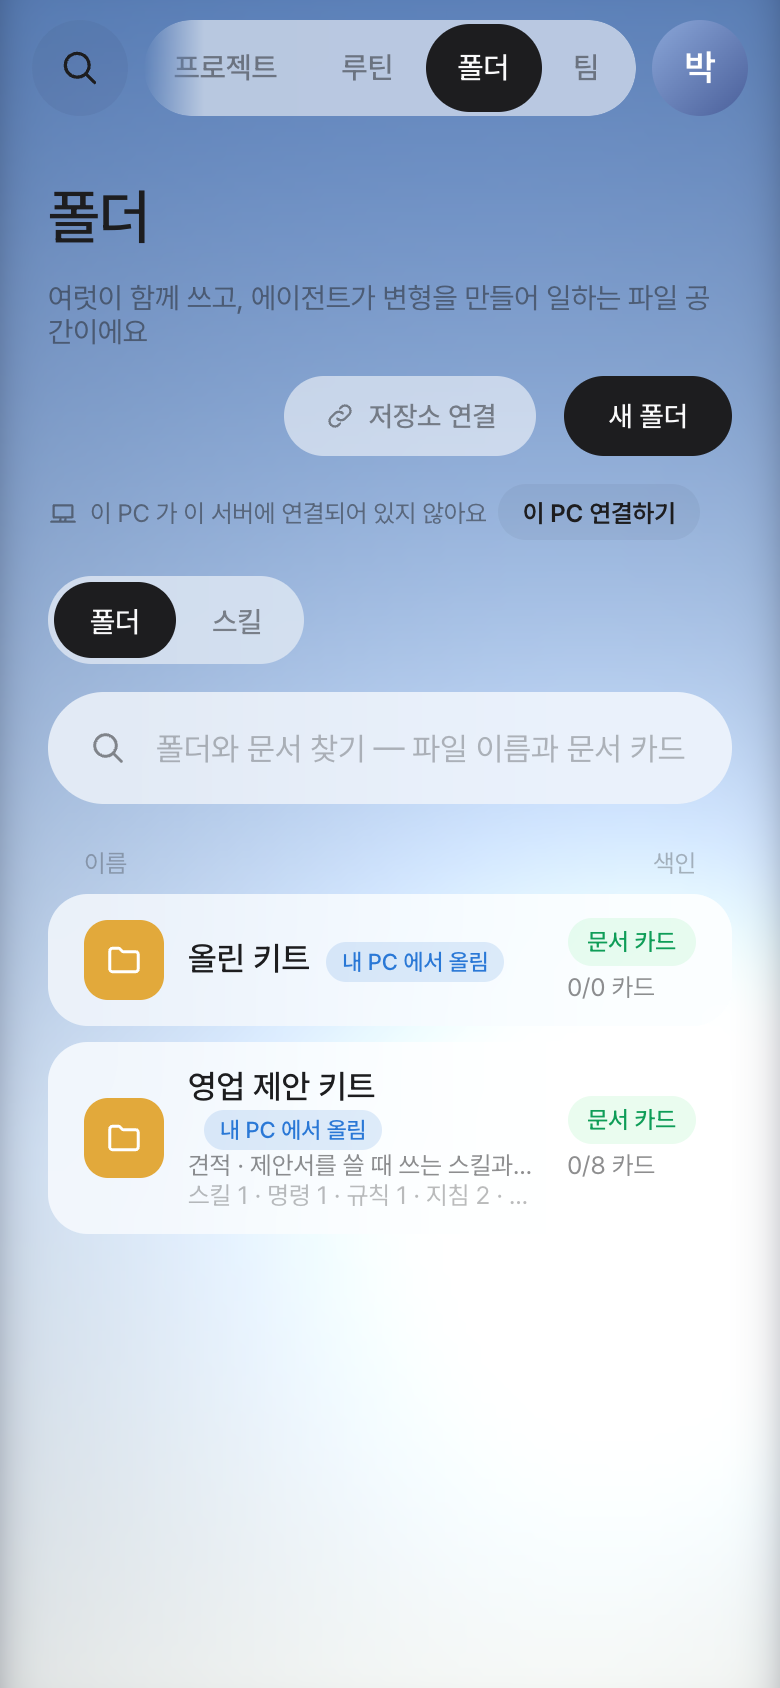 프로젝트 루틴 폴더 팀 박
폴더
여럿이 함께 쓰고, 에이전트가 변형을 만들어 일하는 파일 공
간이에요
저장소 연결 새 폴더
이 PC 가 이 서버에 연결되어 있지 않아요 이 PC 연결하기
폴더 스킬
폴더와 문서 찾기 — 파일 이름과 문서 카드
이름 색인
올린 키트 내 PC 에서 올림 문서 카드
0/0 카드
영업 제안 키트
내 PC 에서 올림 문서 카드
견적 · 제안서를 쓸 때 쓰는 스킬과... 0/8 카드
스킬 1 · 명령 1 · 규칙 1 · 지침 2 · ...